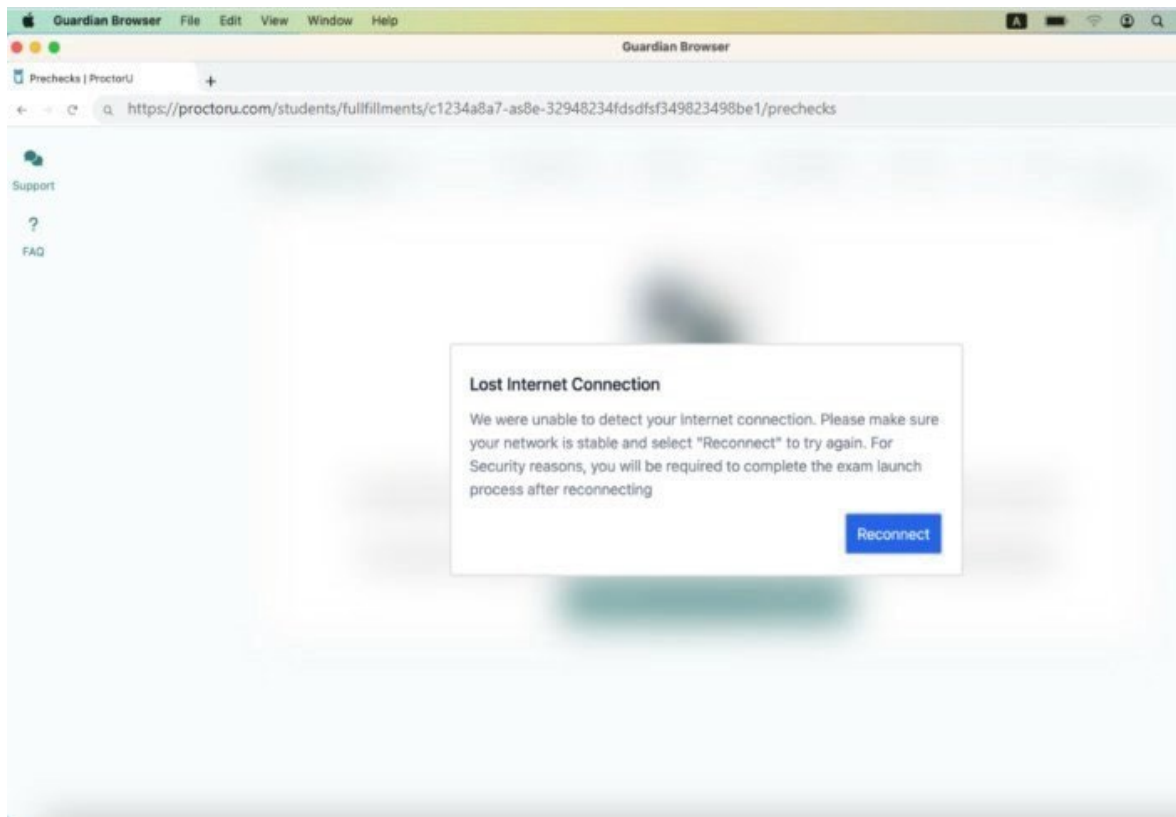 Guardian Browser File Edit View Window Help A
Guardian Browser
Prechecks | ProctorU +
https://proctoru.com/students/fullfillments/c1234a8a7-as8e-32948234fdsdfsf349823498be1/prechecks
Support
?
FAQ
Lost Internet Connection
We were unable to detect your Internet connection. Please make sure
your network is stable and select "Reconnect" to try again. For
Security reasons, you will be required to complete the exam launch
process after reconnecting
Reconnect